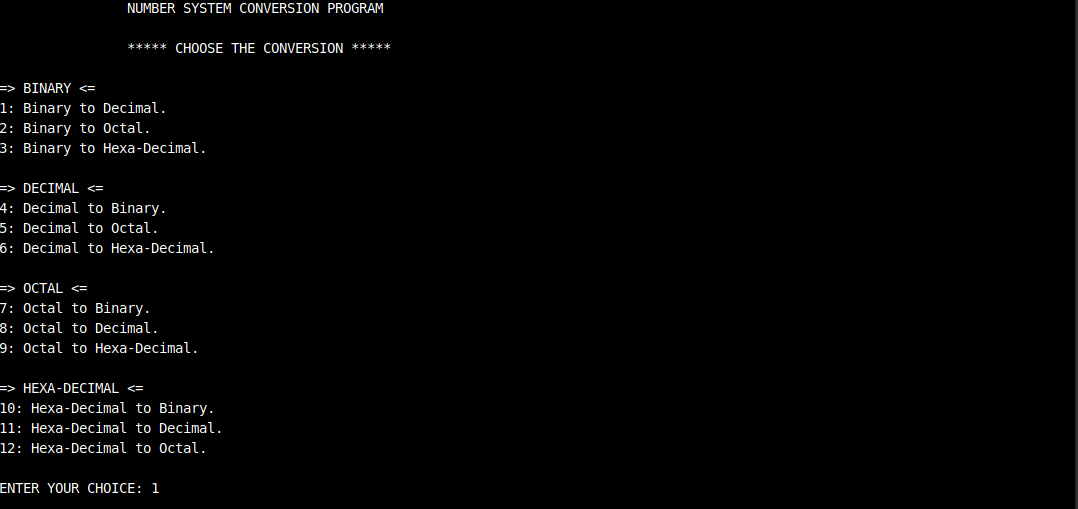 NUMBER SYSTEM CONVERSION PROGRAM
***** CHOOSE THE CONVERSION *****
=> BINARY <=
1: Binary to Decimal.
2: Binary to Octal.
3: Binary to Hexa-Decimal.
=> DECIMAL <=
4: Decimal to Binary.
5: Decimal to Octal.
6: Decimal to Hexa-Decimal.
=> OCTAL <=
7: Octal to Binary.
8: Octal to Decimal.
9: Octal to Hexa-Decimal.
=> HEXA-DECIMAL <=
10: Hexa-Decimal to Binary.
11: Hexa-Decimal to Decimal.
12: Hexa-Decimal to Octal.
ENTER YOUR CHOICE: 1